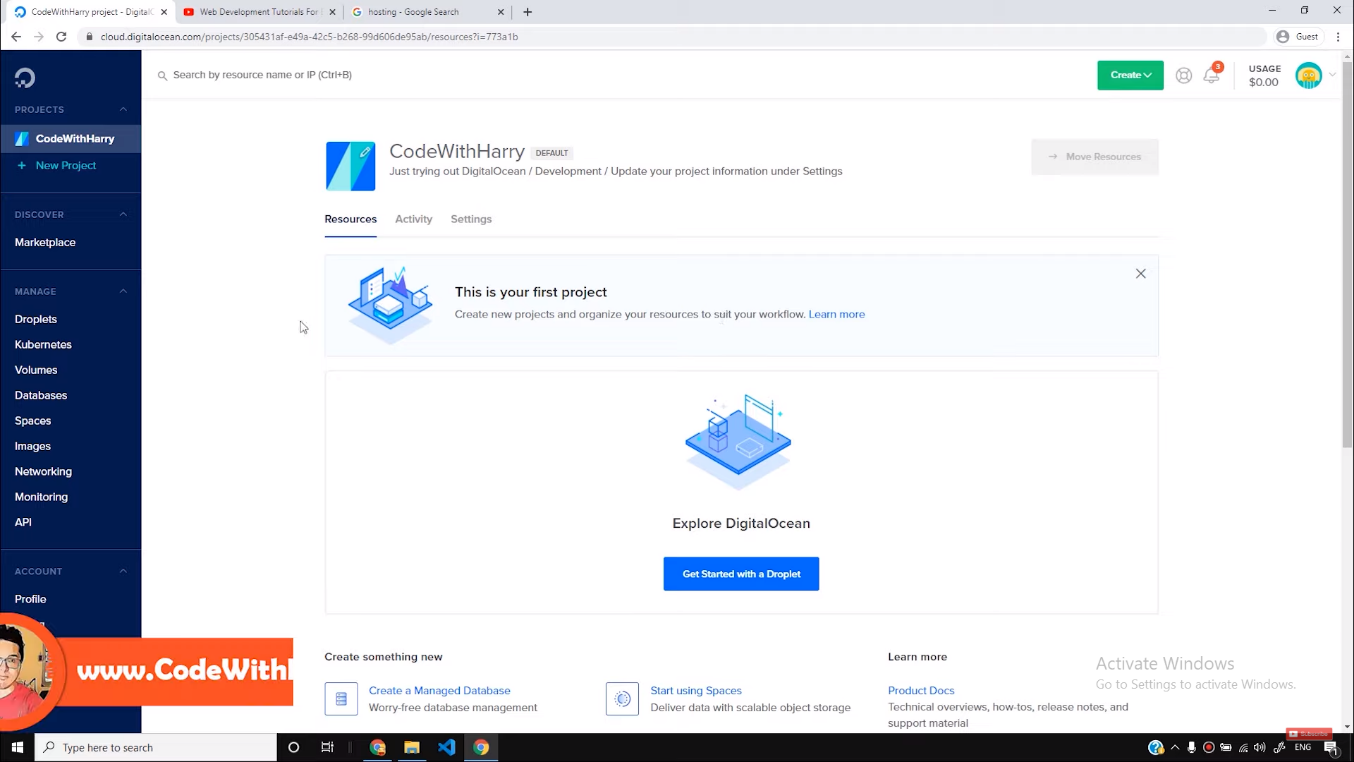 CodeWithHarry project - DigitalO
Web Development Tutorials For
hosting - Google Search
cloud.digitalocean.com/projects/305431af-e49a-42c5-b268-99d606de95ab/resources?i=773a1b
Guest
Search by resource name or IP (Ctrl+B)
Create
3
USAGE
$0.00
PROJECTS
CodeWithHarry
+ New Project
DISCOVER
Marketplace
MANAGE
Droplets
Kubernetes
Volumes
Databases
Spaces
Images
Networking
Monitoring
API
ACCOUNT
Profile
CodeWithHarry DEFAULT
Just trying out DigitalOcean / Development / Update your project information under Settings
→ Move Resources
Resources Activity Settings
This is your first project
Create new projects and organize your resources to suit your workflow. Learn more
Explore DigitalOcean
Get Started with a Droplet
Create something new
Create a Managed Database
Worry-free database management
Start using Spaces
Deliver data with scalable object storage
Learn more
Product Docs
Technical overviews, how-tos, release notes, and
support material
www.CodeWith
Activate Windows
Go to Settings to activate Windows.
Subscribe
Type here to search
ENG
1